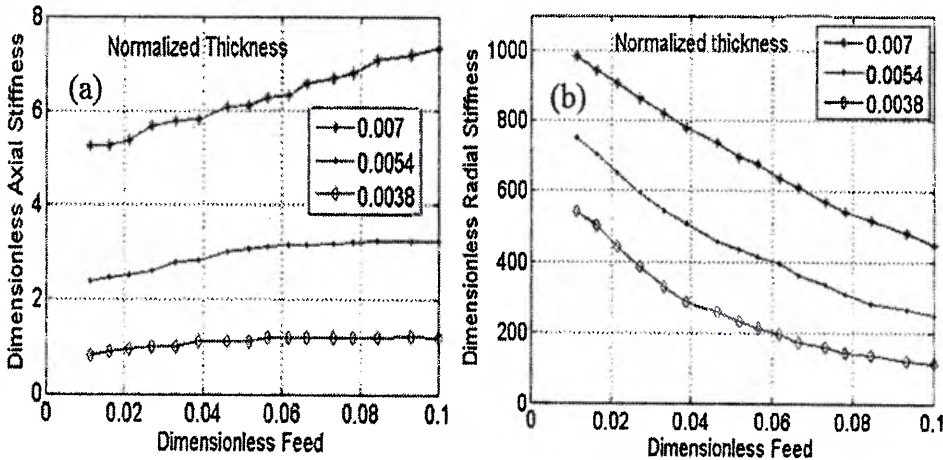 (a)
Normalized Thickness
0.007
0.0054
0.0038
Dimensionless Axial Stiffness
8
6
4
2
0
0 0.02 0.04 0.06 0.08 0.1
Dimensionless Feed
(b)
Normalized thickness
0.007
0.0054
0.0038
Dimensionless Radial Stiffness
1000
800
600
400
200
0
0 0.02 0.04 0.06 0.08 0.1
Dimensionless Feed